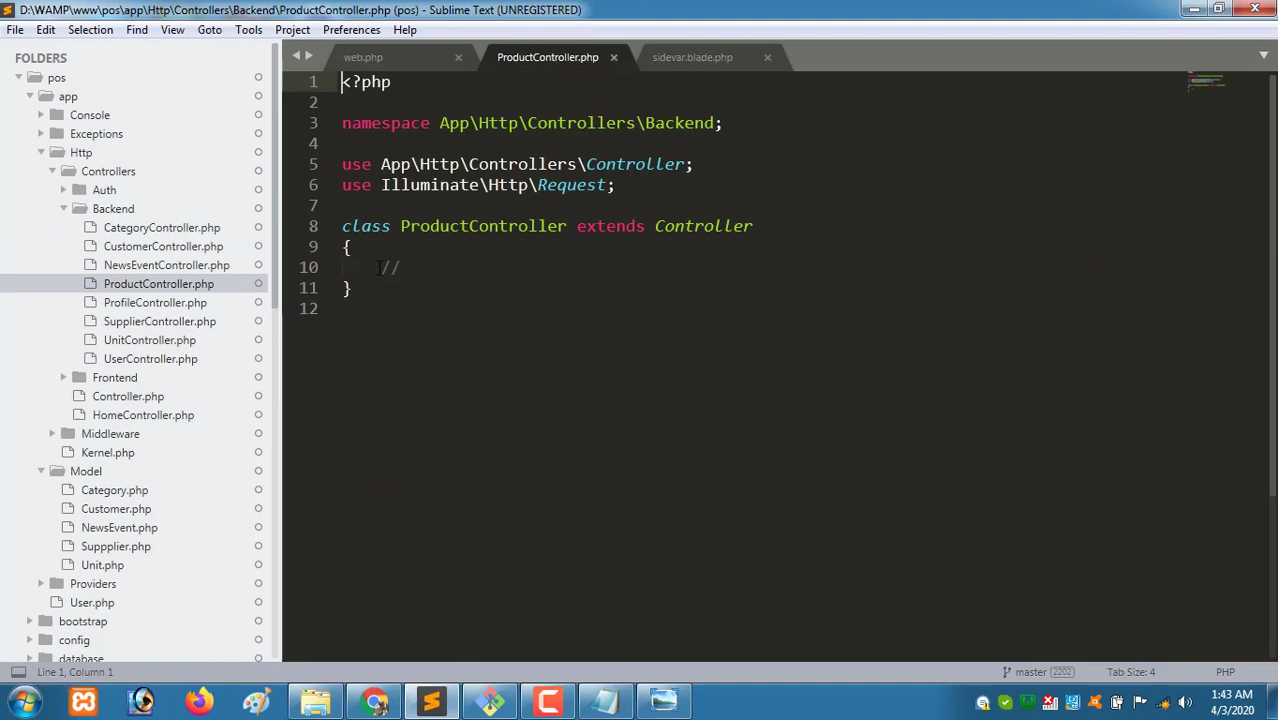 D:\WAMP\www\pos\app\Http\Controllers\Backend\ProductController.php (pos) - Sublime Text (UNREGISTERED)
File Edit Selection Find View Goto Tools Project Preferences Help
FOLDERS
pos
app
Console
Exceptions
Http
Controllers
Auth
Backend
CategoryController.php
CustomerController.php
NewsEventController.php
ProductController.php
ProfileController.php
SupplierController.php
UnitController.php
UserController.php
Frontend
Controller.php
HomeController.php
Middleware
Kernel.php
Model
Category.php
Customer.php
NewsEvent.php
Suppplier.php
Unit.php
Providers
User.php
bootstrap
config
database
web.php ProductController.php sidevar.blade.php
1 <?php
2
3 namespace App\Http\Controllers\Backend;
4
5 use App\Http\Controllers\Controller;
6 use Illuminate\Http\Request;
7
8 class ProductController extends Controller
9 {
10 //
11 }
12
Line 1, Column 1 master 2202 Tab Size: 4 PHP
1:43 AM
4/3/2020